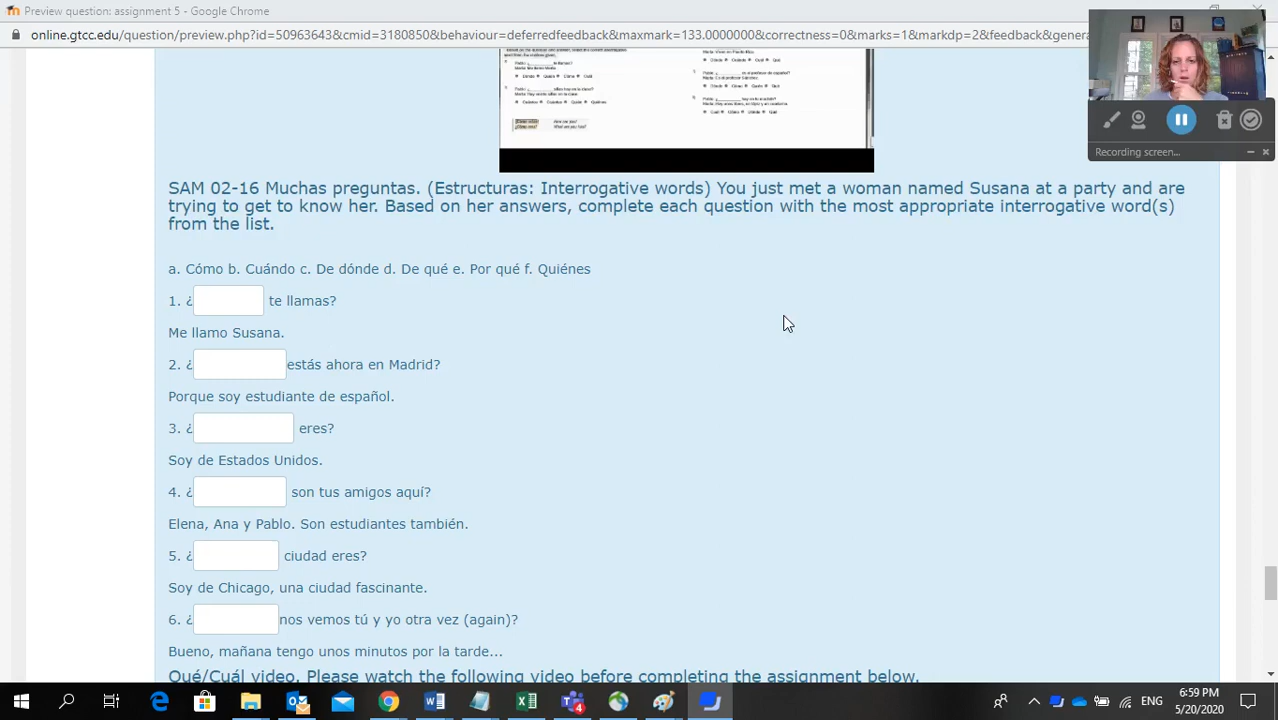 Preview question: assignment 5 - Google Chrome
online.gtcc.edu/question/preview.php?id=5096364&cmid=3180850&behaviour=deferredfeedback&maxmark=133.0000000&correctness=0&marks=1&markdp=2&feedback=1&genera
Recording screen...
SAM 02-16 Muchas preguntas. (Estructuras: Interrogative words) You just met a woman named Susana at a party and are
trying to get to know her. Based on her answers, complete each question with the most appropriate interrogative word(s)
from the list.
a. Cómo b. Cuándo c. De dónde d. De qué e. Por qué f. Quiénes
1. ¿ te llamas?
Me llamo Susana.
2. ¿ estás ahora en Madrid?
Porque soy estudiante de español.
3. ¿ eres?
Soy de Estados Unidos.
4. ¿ son tus amigos aquí?
Elena, Ana y Pablo. Son estudiantes también.
5. ¿ ciudad eres?
Soy de Chicago, una ciudad fascinante.
6. ¿ nos vemos tú y yo otra vez (again)?
Bueno, mañana tengo unos minutos por la tarde...
Qué/Cuál video. Please watch the following video before completing the assignment below.
4
ENG
6:59 PM
5/20/2020